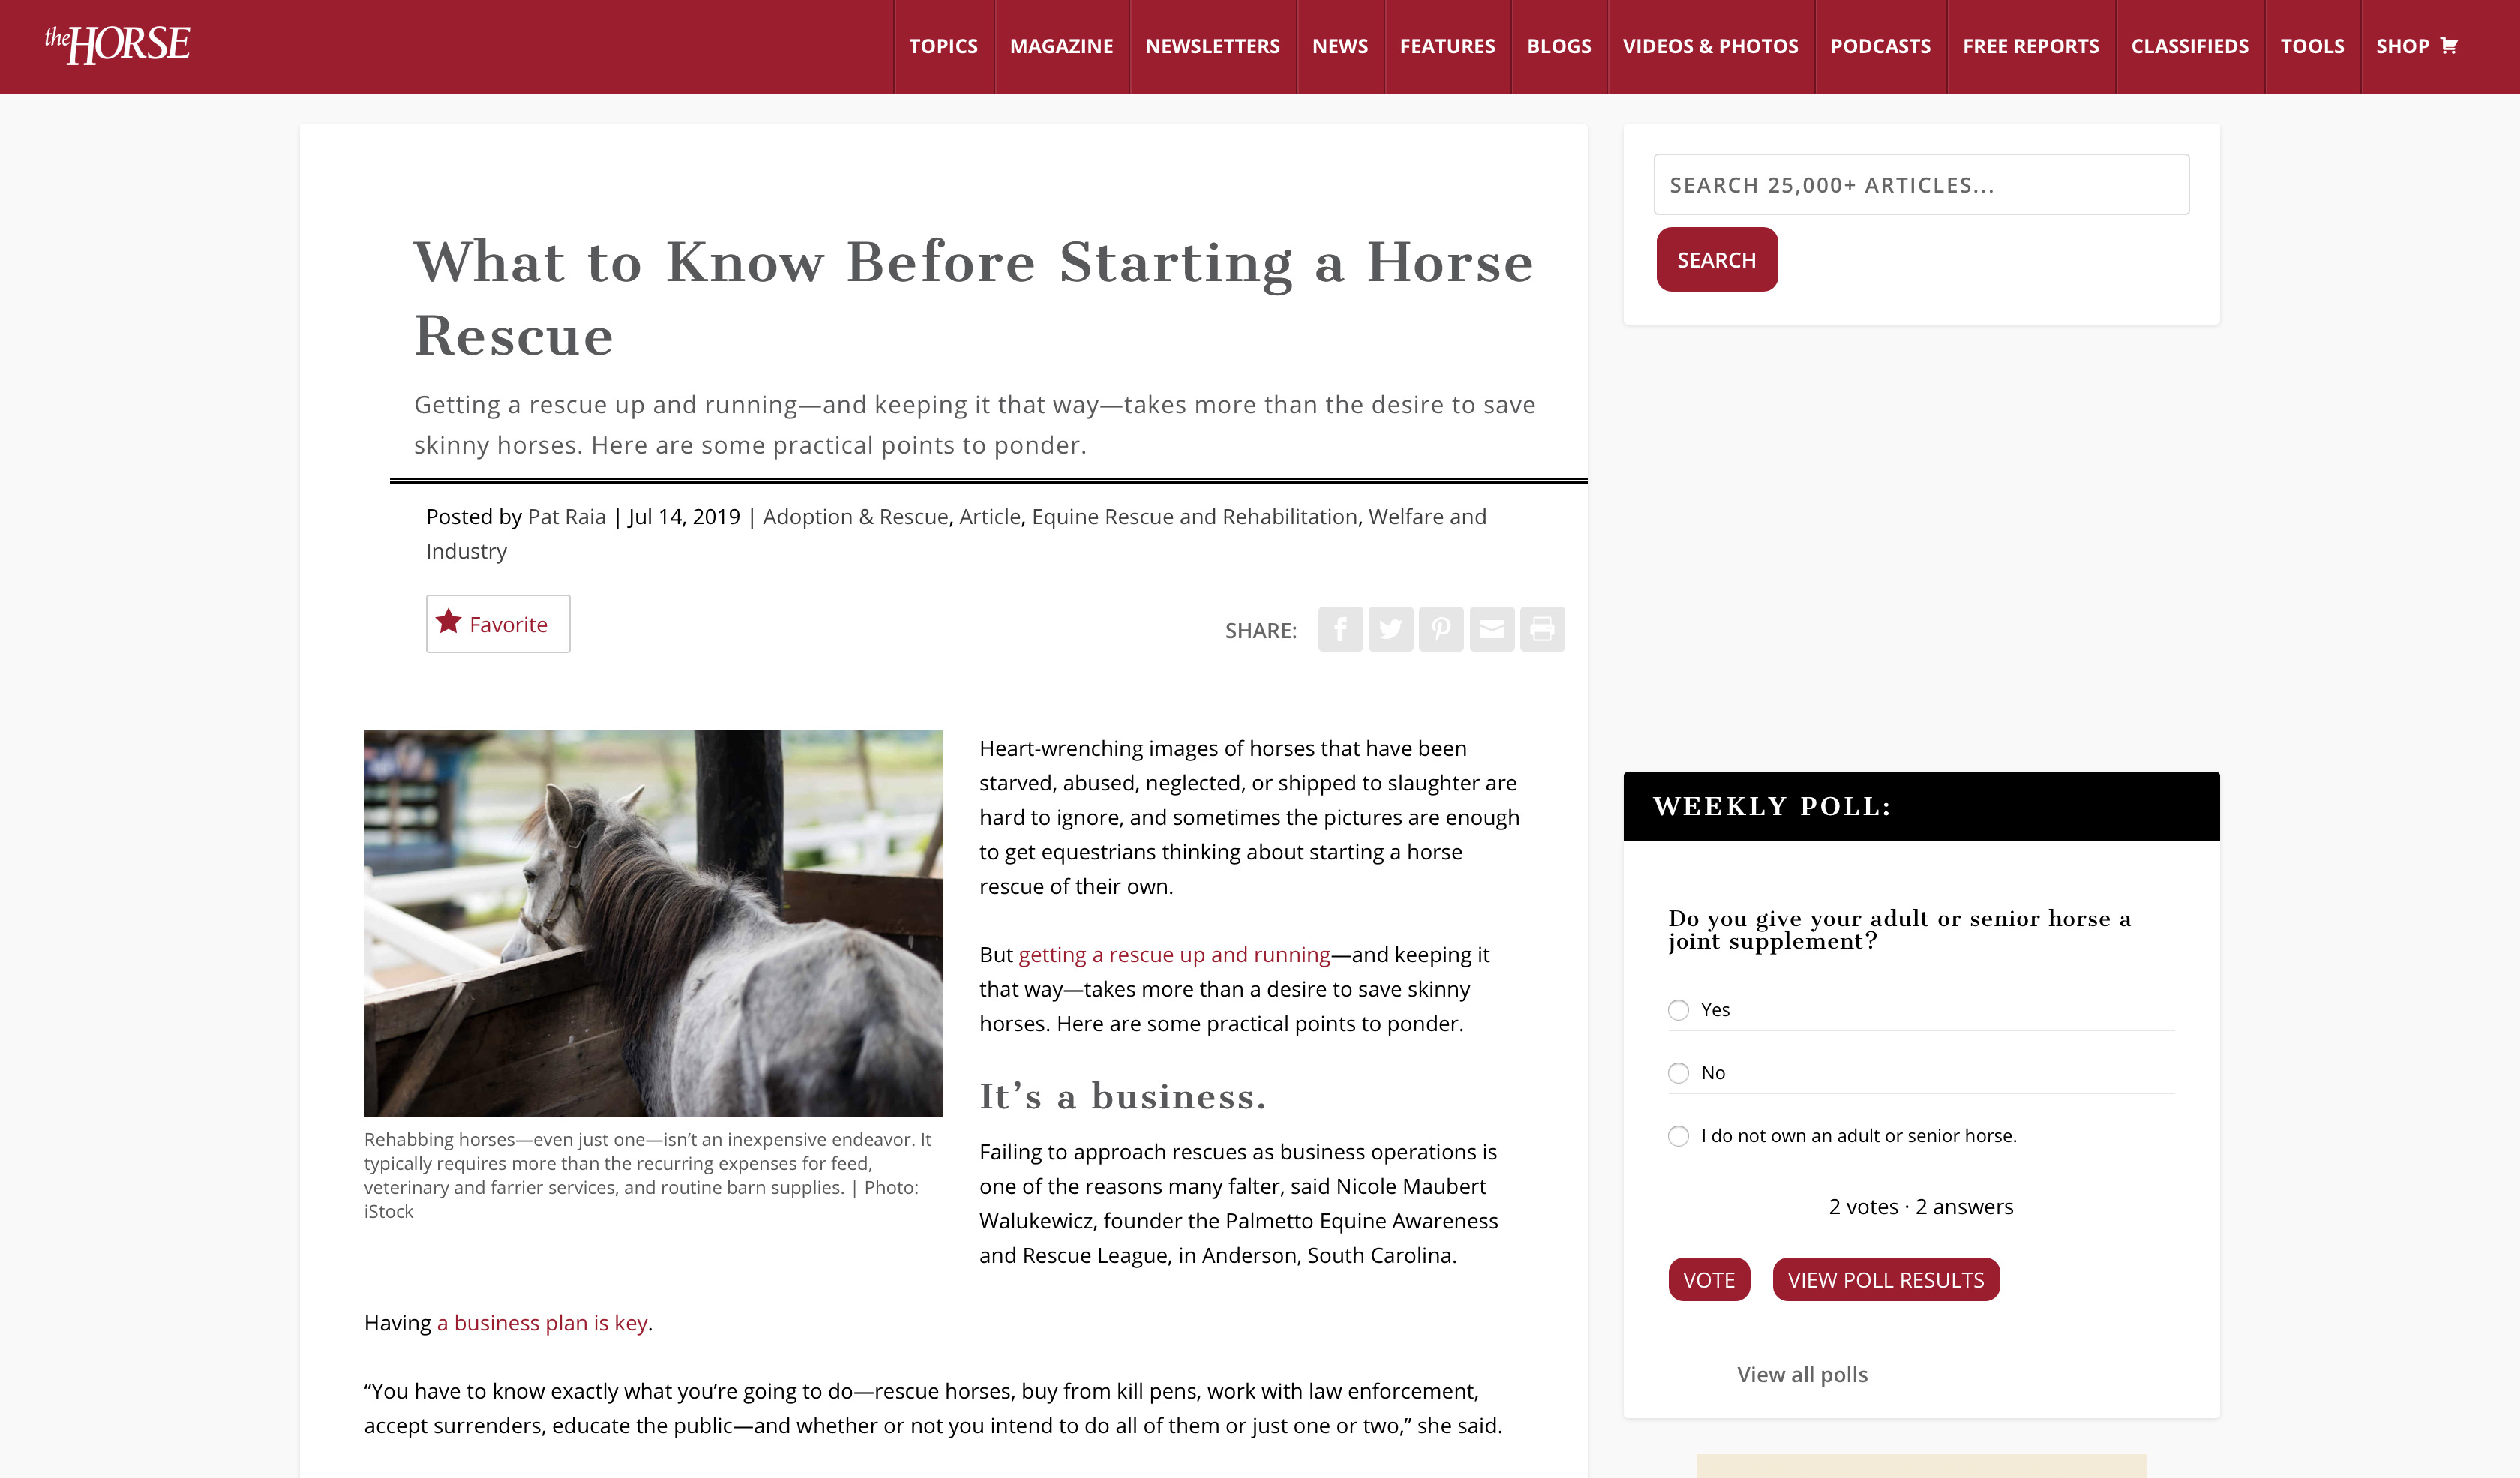 theHORSE
TOPICS
MAGAZINE
NEWSLETTERS
NEWS
FEATURES
BLOGS
VIDEOS & PHOTOS
PODCASTS
FREE REPORTS
CLASSIFIEDS
TOOLS
SHOP
What to Know Before Starting a Horse
Rescue
Getting a rescue up and running—and keeping it that way—takes more than the desire to save
skinny horses. Here are some practical points to ponder.
Posted by Pat Raia | Jul 14, 2019 | Adoption & Rescue, Article, Equine Rescue and Rehabilitation, Welfare and
Industry
Favorite
SHARE:
Rehabbing horses—even just one—isn’t an inexpensive endeavor. It
typically requires more than the recurring expenses for feed,
veterinary and farrier services, and routine barn supplies. | Photo:
iStock
Heart-wrenching images of horses that have been
starved, abused, neglected, or shipped to slaughter are
hard to ignore, and sometimes the pictures are enough
to get equestrians thinking about starting a horse
rescue of their own.
But getting a rescue up and running—and keeping it
that way—takes more than a desire to save skinny
horses. Here are some practical points to ponder.
It’s a business.
Failing to approach rescues as business operations is
one of the reasons many falter, said Nicole Maubert
Walukewicz, founder the Palmetto Equine Awareness
and Rescue League, in Anderson, South Carolina.
Having a business plan is key.
“You have to know exactly what you’re going to do—rescue horses, buy from kill pens, work with law enforcement,
accept surrenders, educate the public—and whether or not you intend to do all of them or just one or two,” she said.
SEARCH 25,000+ ARTICLES...
SEARCH
WEEKLY POLL:
Do you give your adult or senior horse a
joint supplement?
Yes
No
I do not own an adult or senior horse.
2 votes · 2 answers
VOTE
VIEW POLL RESULTS
View all polls